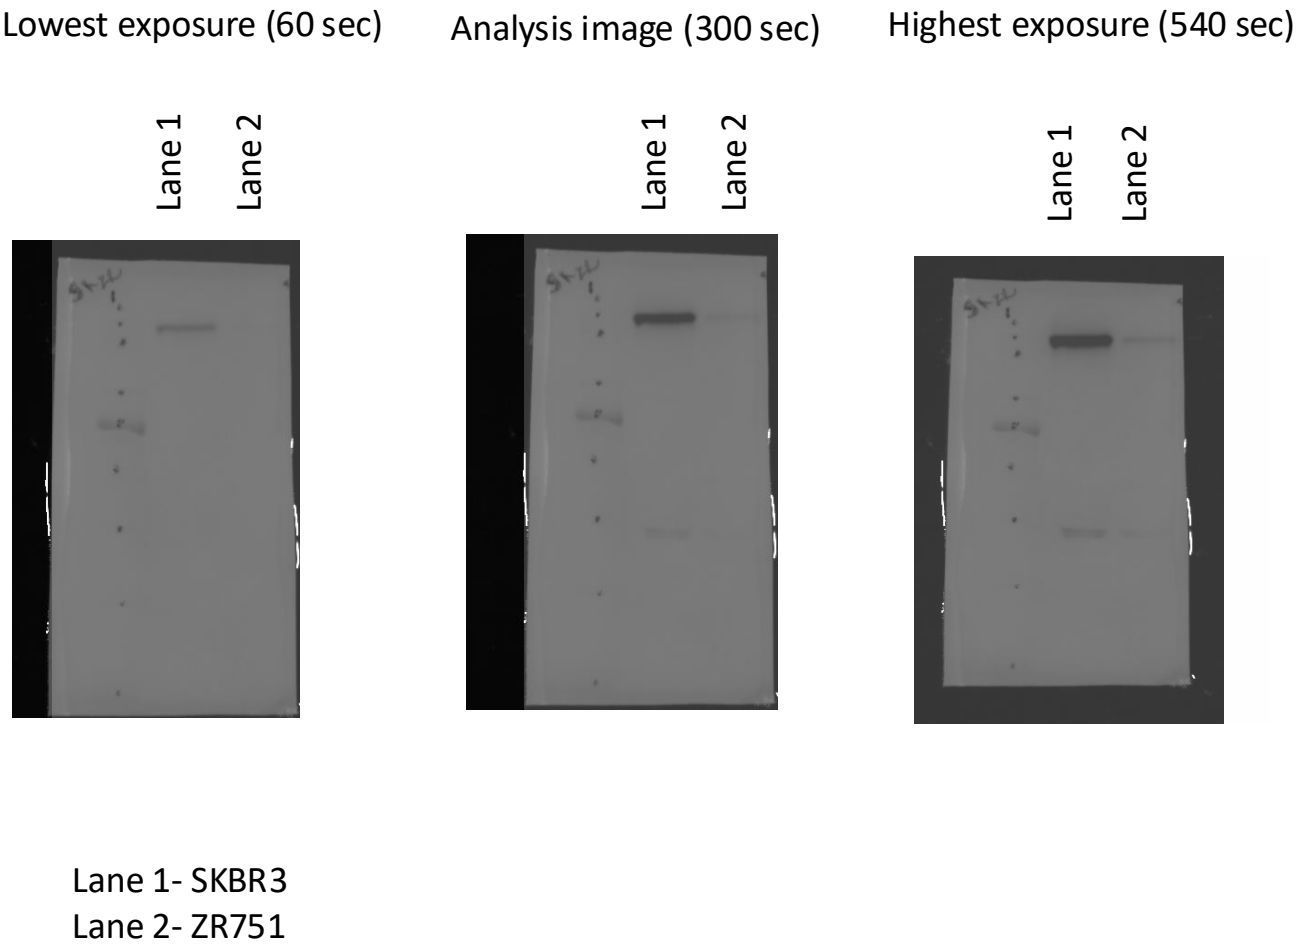 Lowest exposure (60 sec)
Analysis image (300 sec)
Highest exposure (540 sec)
Lane 1
Lane 2
Lane 1
Lane 2
Lane 1
Lane 2
Lane 1- SKBR3
Lane 2- ZR751